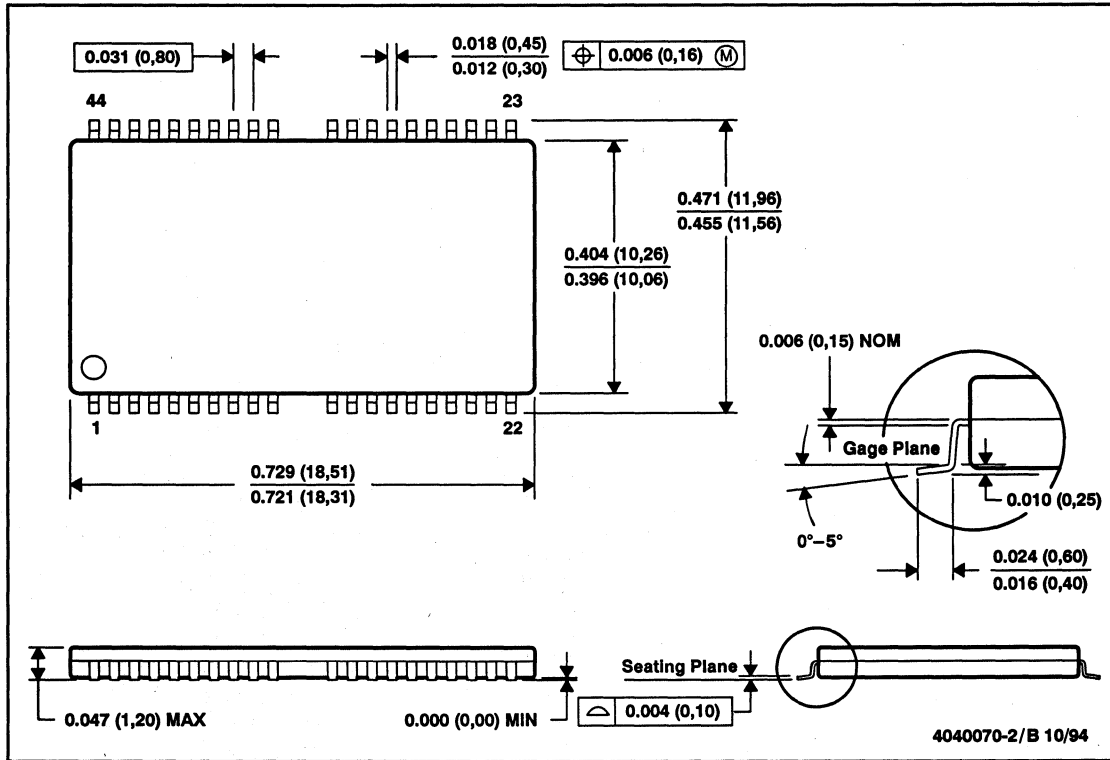 0.031 (0,80)
0.018 (0,45)
0.012 (0,30)
0.006 (0,16) Ⓜ
44
23
0.471 (11,96)
0.455 (11,56)
0.404 (10,26)
0.396 (10,06)
0.006 (0,15) NOM
1
22
Gage Plane
0.729 (18,51)
0.721 (18,31)
0.010 (0,25)
0°–5°
0.024 (0,60)
0.016 (0,40)
Seating Plane
0.047 (1,20) MAX
0.000 (0,00) MIN
0.004 (0,10)
4040070-2/B 10/94